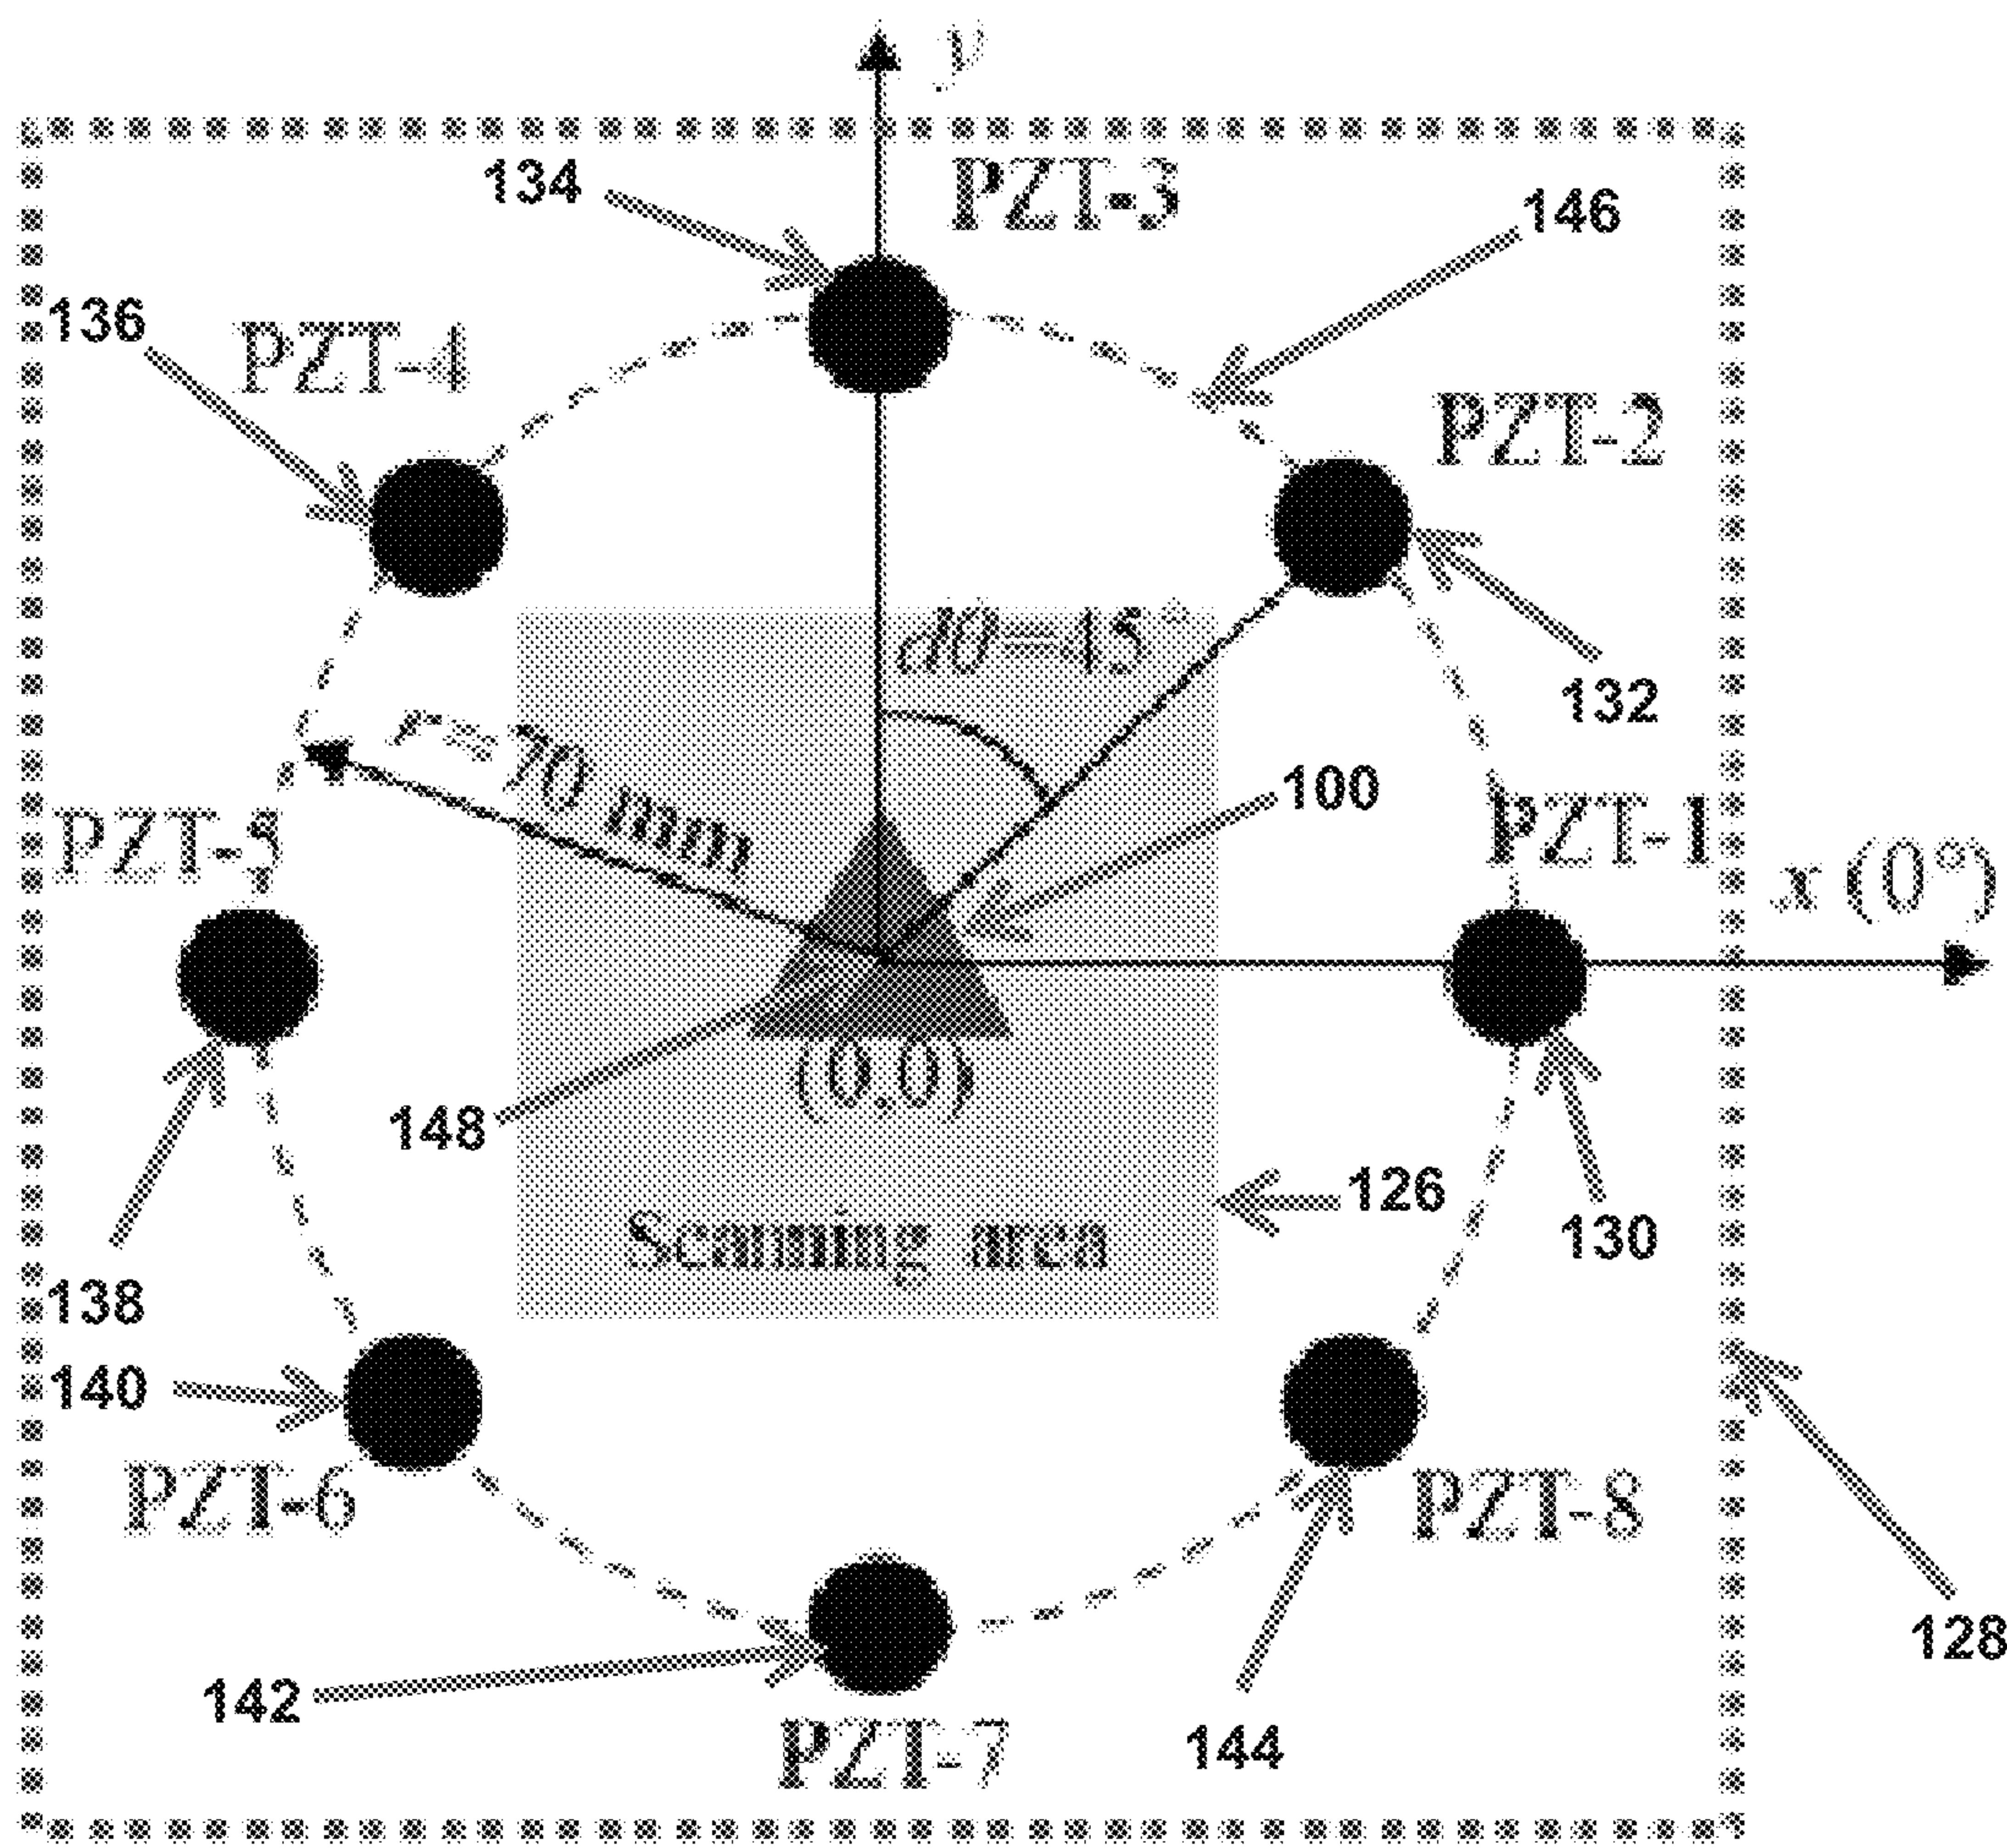 y
134
PZT-3
146
136
PZT-4
PZT-2
dθ=45°
132
r=70 mm
100
PZT-5
PZT-1
x (0°)
(0.0)
148
126
Scanning area
130
138
140
PZT-6
PZT-8
128
142
PZT-7
144